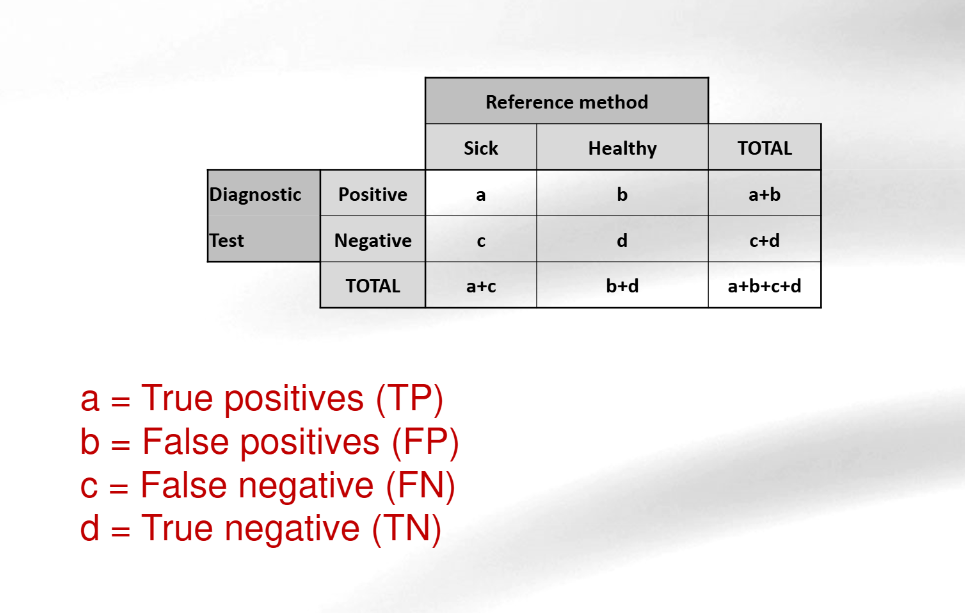 Reference method
Sick Healthy TOTAL
Diagnostic Positive a b a+b
Test Negative c d c+d
TOTAL a+c b+d a+b+c+d
a = True positives (TP)
b = False positives (FP)
c = False negative (FN)
d = True negative (TN)